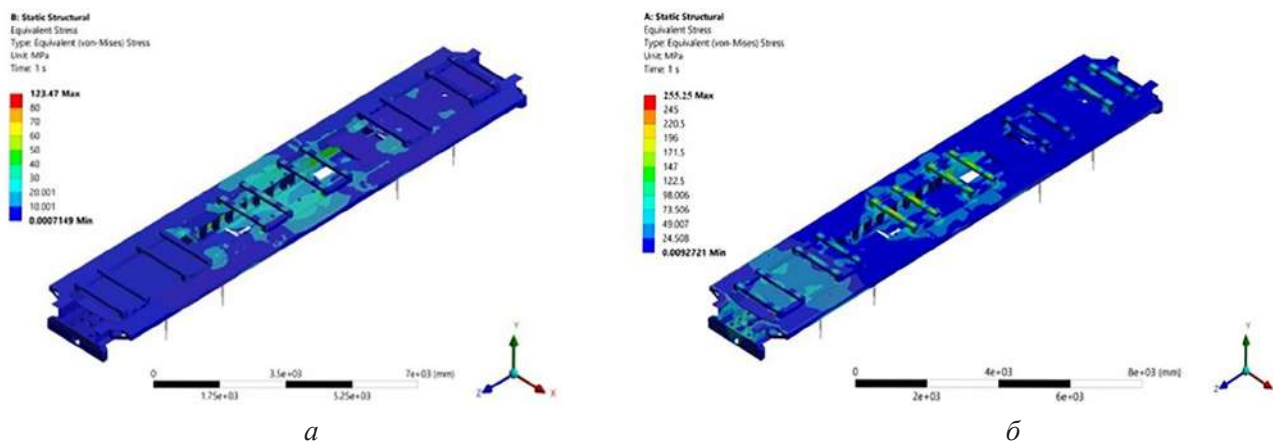 B: Static Structural
Equivalent Stress
Type: Equivalent (von-Mises) Stress
Unit: MPa
Time: 1 s
123.47 Max
80
70
60
50
40
30
20.001
10.001
0.0007149 Min
0
3.5e+03
7e+03 (mm)
1.75e+03
5.25e+03
Y
Z
X
а
A: Static Structural
Equivalent Stress
Type: Equivalent (von-Mises) Stress
Unit: MPa
Time: 1 s
255.25 Max
245
220.5
196
171.5
147
122.5
98.006
73.506
49.007
24.508
0.0092721 Min
0
4e+03
8e+03 (mm)
2e+03
6e+03
Y
Z
X
б